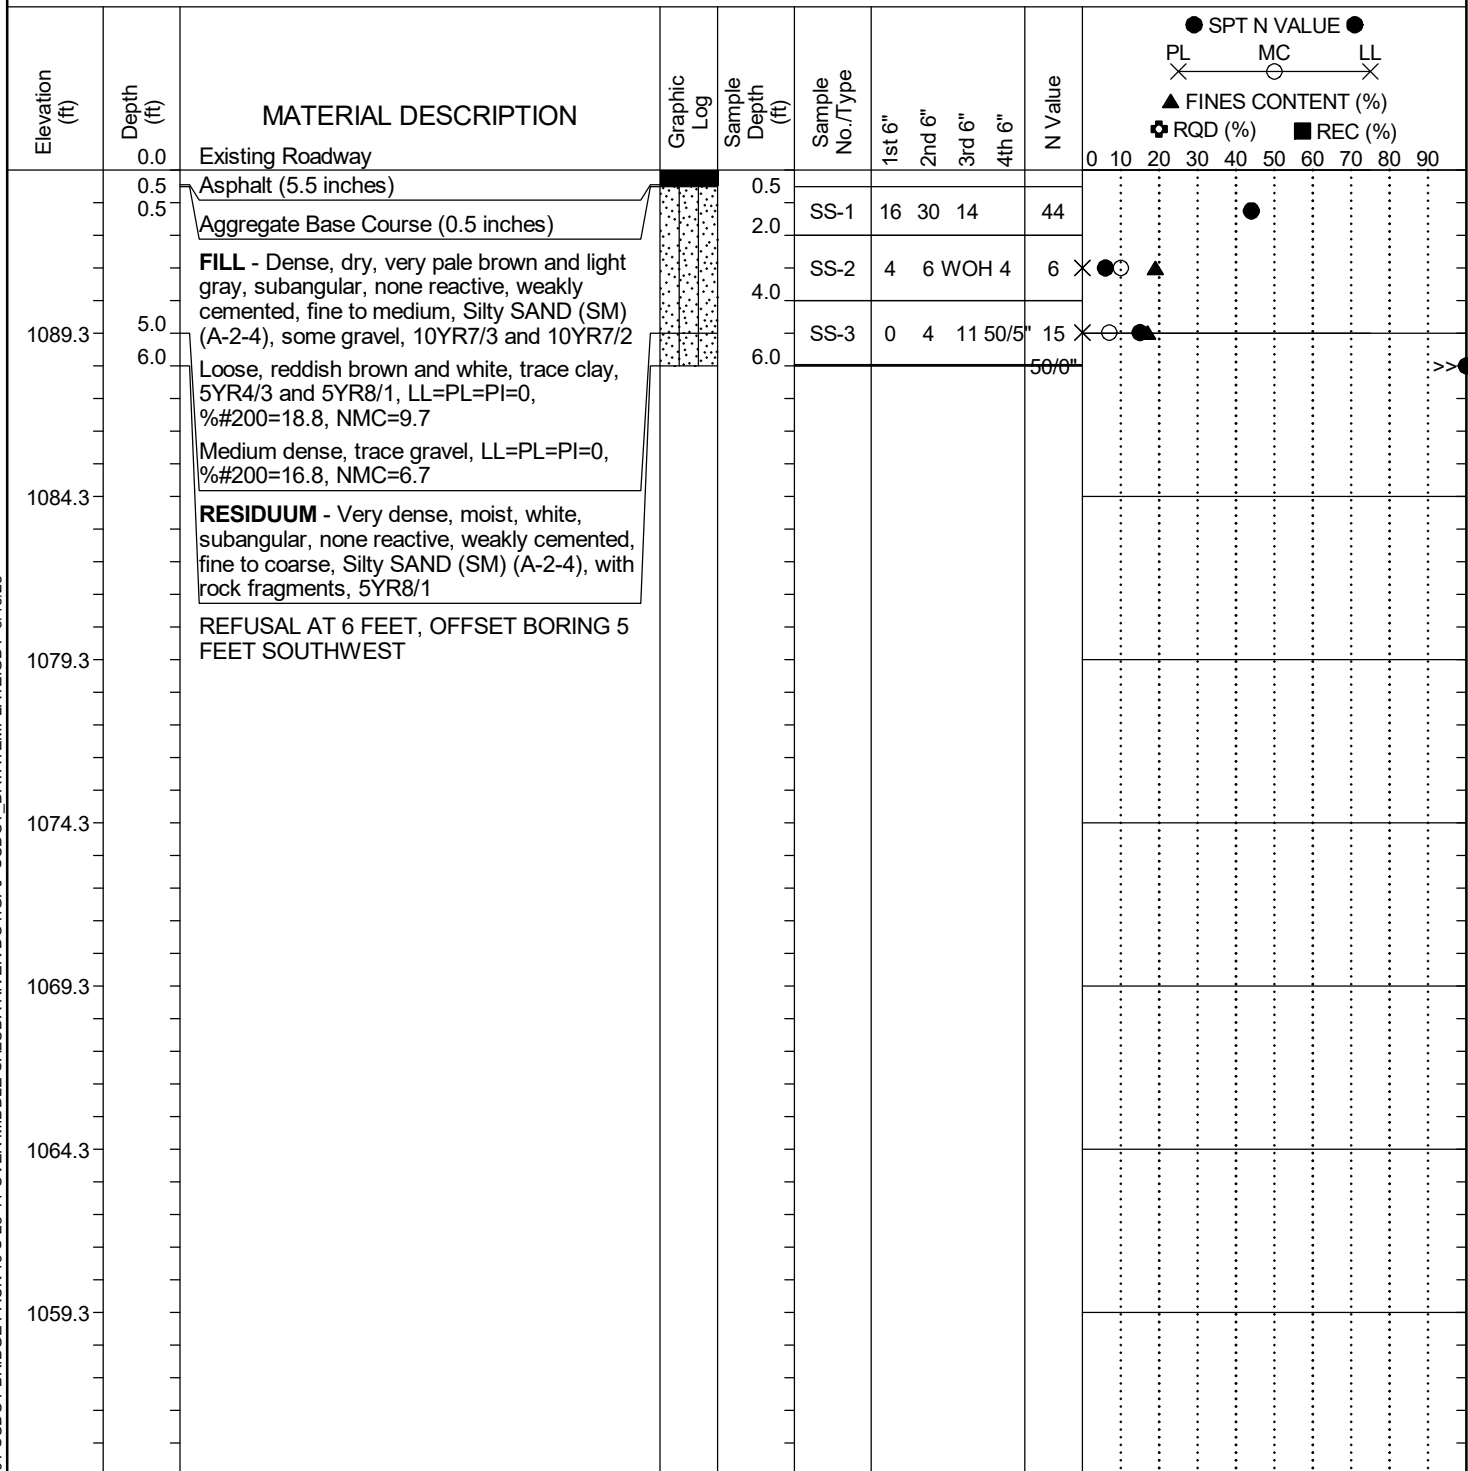 ● SPT N VALUE ●
PL MC LL
▲ FINES CONTENT (%)
RQD (%) ■ REC (%)
0 10 20 30 40 50 60 70 80 90
Elevation (ft)
Depth (ft)
MATERIAL DESCRIPTION
Graphic Log
Sample Depth (ft)
Sample No./Type
1st 6"
2nd 6"
3rd 6"
4th 6"
N Value
0.0 Existing Roadway
0.5 Asphalt (5.5 inches)
0.5
Aggregate Base Course (0.5 inches)
FILL - Dense, dry, very pale brown and light
gray, subangular, none reactive, weakly
cemented, fine to medium, Silty SAND (SM)
(A-2-4), some gravel, 10YR7/3 and 10YR7/2
1089.3 5.0
6.0
Loose, reddish brown and white, trace clay,
5YR4/3 and 5YR8/1, LL=PL=PI=0,
%#200=18.8, NMC=9.7
Medium dense, trace gravel, LL=PL=PI=0,
%#200=16.8, NMC=6.7
RESIDUUM - Very dense, moist, white,
subangular, none reactive, weakly cemented,
fine to coarse, Silty SAND (SM) (A-2-4), with
rock fragments, 5YR8/1
REFUSAL AT 6 FEET, OFFSET BORING 5
FEET SOUTHWEST
0.5
SS-1 16 30 14 44
2.0
SS-2 4 6 WOH 4 6
4.0
SS-3 0 4 11 50/5" 15
6.0
50/0" >>
1084.3
1079.3
1074.3
1069.3
1064.3
1059.3